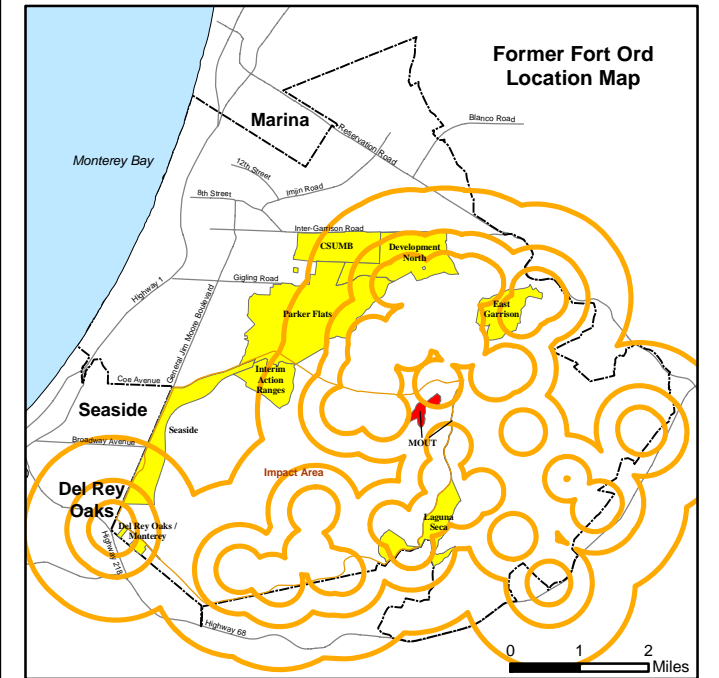 Former Fort Ord
Location Map
Marina
Blanco Road
Reservation Road
Monterey Bay
12th Street
Imjin Road
8th Street
Inter-Garrison Road
CSUMB
Development
North
Gigling Road
Highway 1
General Jim Moore Boulevard
East
Garrison
Parker Flats
Interim
Action
Ranges
Coe Avenue
Seaside
Seaside
Broadway Avenue
MOUT
Impact Area
Del Rey
Oaks
Del Rey Oaks /
Monterey
Laguna
Seca
Highway 218
Highway 68
0 1 2
Miles